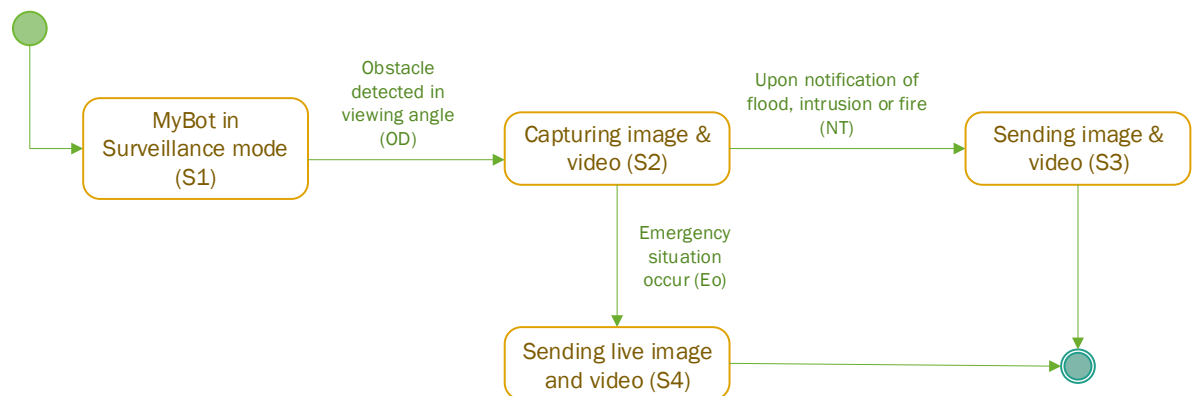 MyBot in
Surveillance mode
(S1)
Obstacle
detected in
viewing angle
(OD)
Capturing image &
video (S2)
Upon notification of
flood, intrusion or fire
(NT)
Sending image &
video (S3)
Emergency
situation
occur (Eo)
Sending live image
and video (S4)